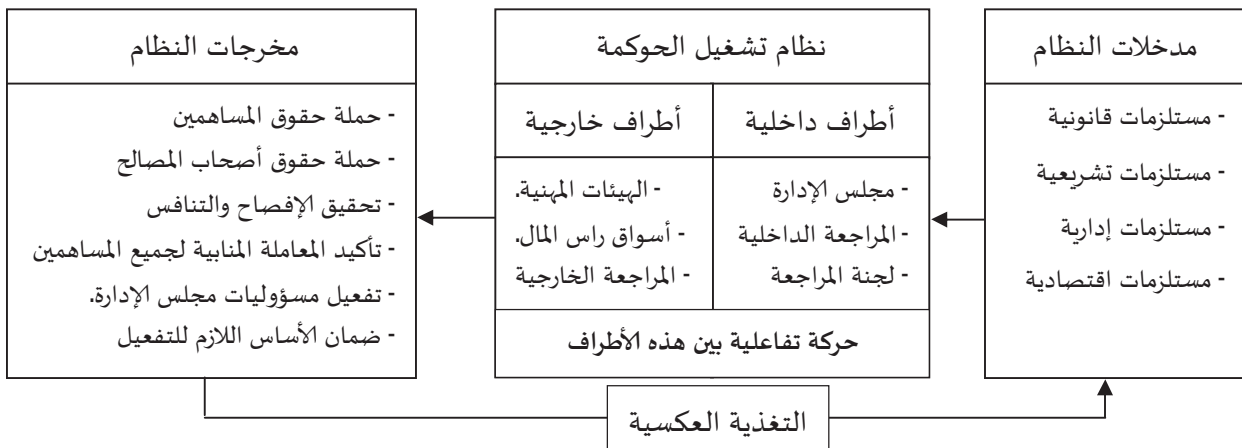 مدخلات النظام
- مستلزمات قانونية
- مستلزمات تشريعية
- مستلزمات إدارية
- مستلزمات اقتصادية
نظام تشغيل الحوكمة
أطراف داخلية
- مجلس الإدارة
- المراجعة الداخلية
- لجنة المراجعة
أطراف خارجية
- الهيئات المهنية.
- أسواق راس المال.
- المراجعة الخارجية
حركة تفاعلية بين هذه الأطراف
مخرجات النظام
- حملة حقوق المساهمين
- حملة حقوق أصحاب المصالح
- تحقيق الإفصاح والتنافس
- تأكيد المعاملة المنابية لجميع المساهمين
- تفعيل مسؤوليات مجلس الإدارة.
- ضمان الأساس اللازم للتفعيل
التغذية العكسية